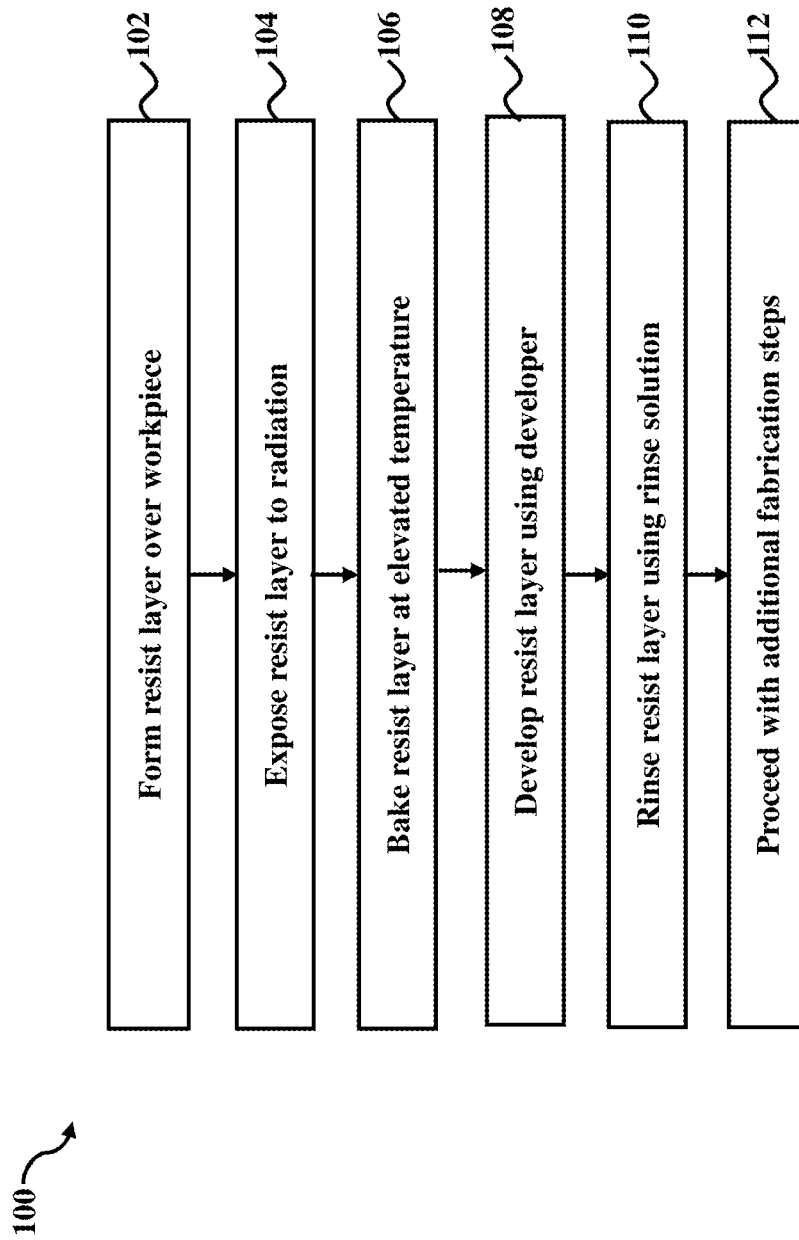 100
Form resist layer over workpiece
102
Expose resist layer to radiation
104
Bake resist layer at elevated temperature
106
Develop resist layer using developer
108
Rinse resist layer using rinse solution
110
Proceed with additional fabrication steps
112